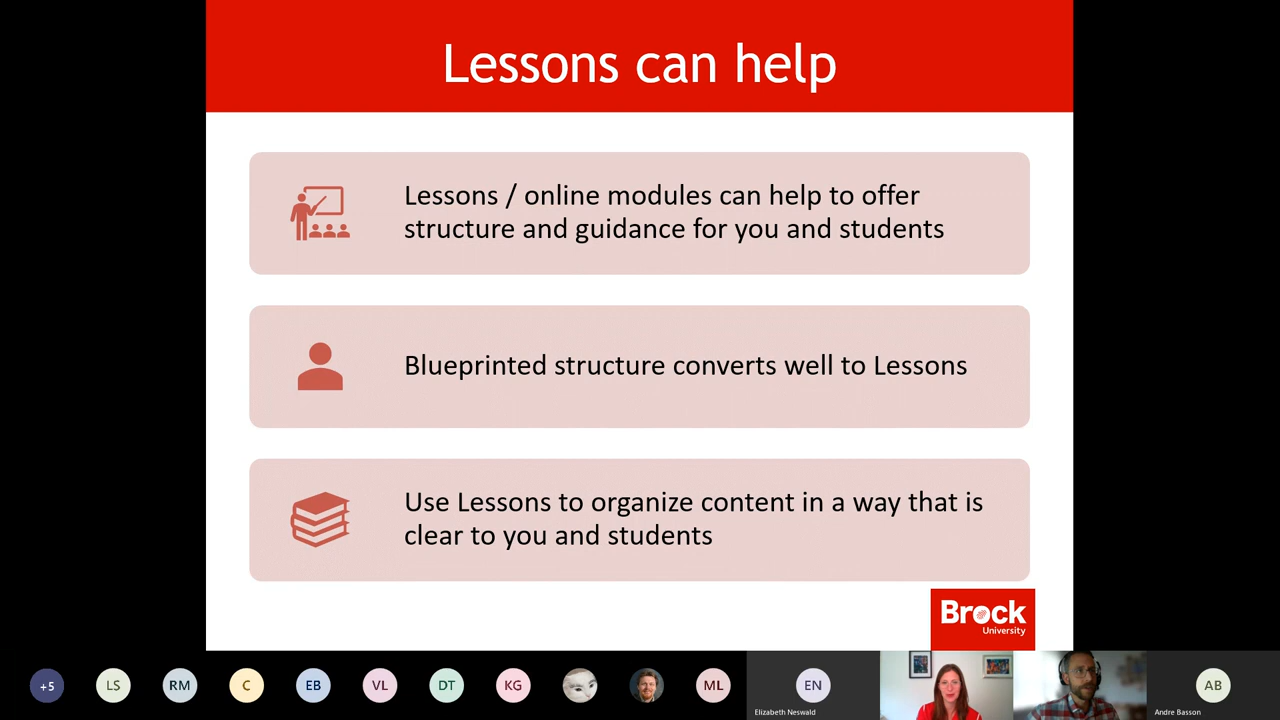 Lessons can help
Lessons / online modules can help to offer
structure and guidance for you and students
Blueprinted structure converts well to Lessons
Use Lessons to organize content in a way that is
clear to you and students
Brock
University
+5
LS
RM
C
EB
VL
DT
KG
ML
EN
AB
Elizabeth Neswald
Andre Basson